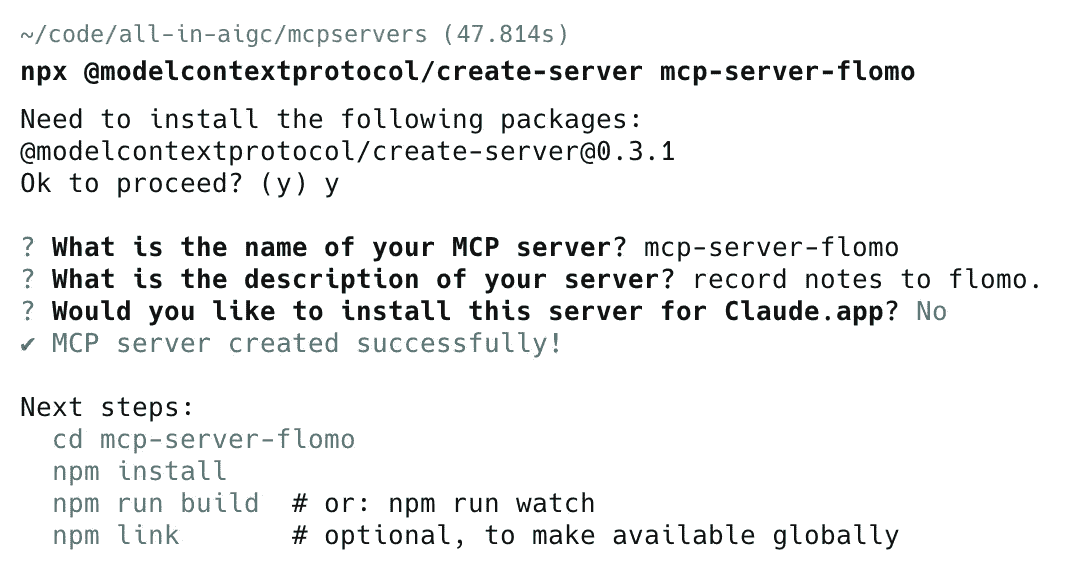 ~/code/all-in-aigc/mcpservers (47.814s)
npx @modelcontextprotocol/create-server mcp-server-flomo
Need to install the following packages:
@modelcontextprotocol/create-server@0.3.1
Ok to proceed? (y) y
? What is the name of your MCP server? mcp-server-flomo
? What is the description of your server? record notes to flomo.
? Would you like to install this server for Claude.app? No
✔ MCP server created successfully!
Next steps:
  cd mcp-server-flomo
  npm install
  npm run build  # or: npm run watch
  npm link       # optional, to make available globally